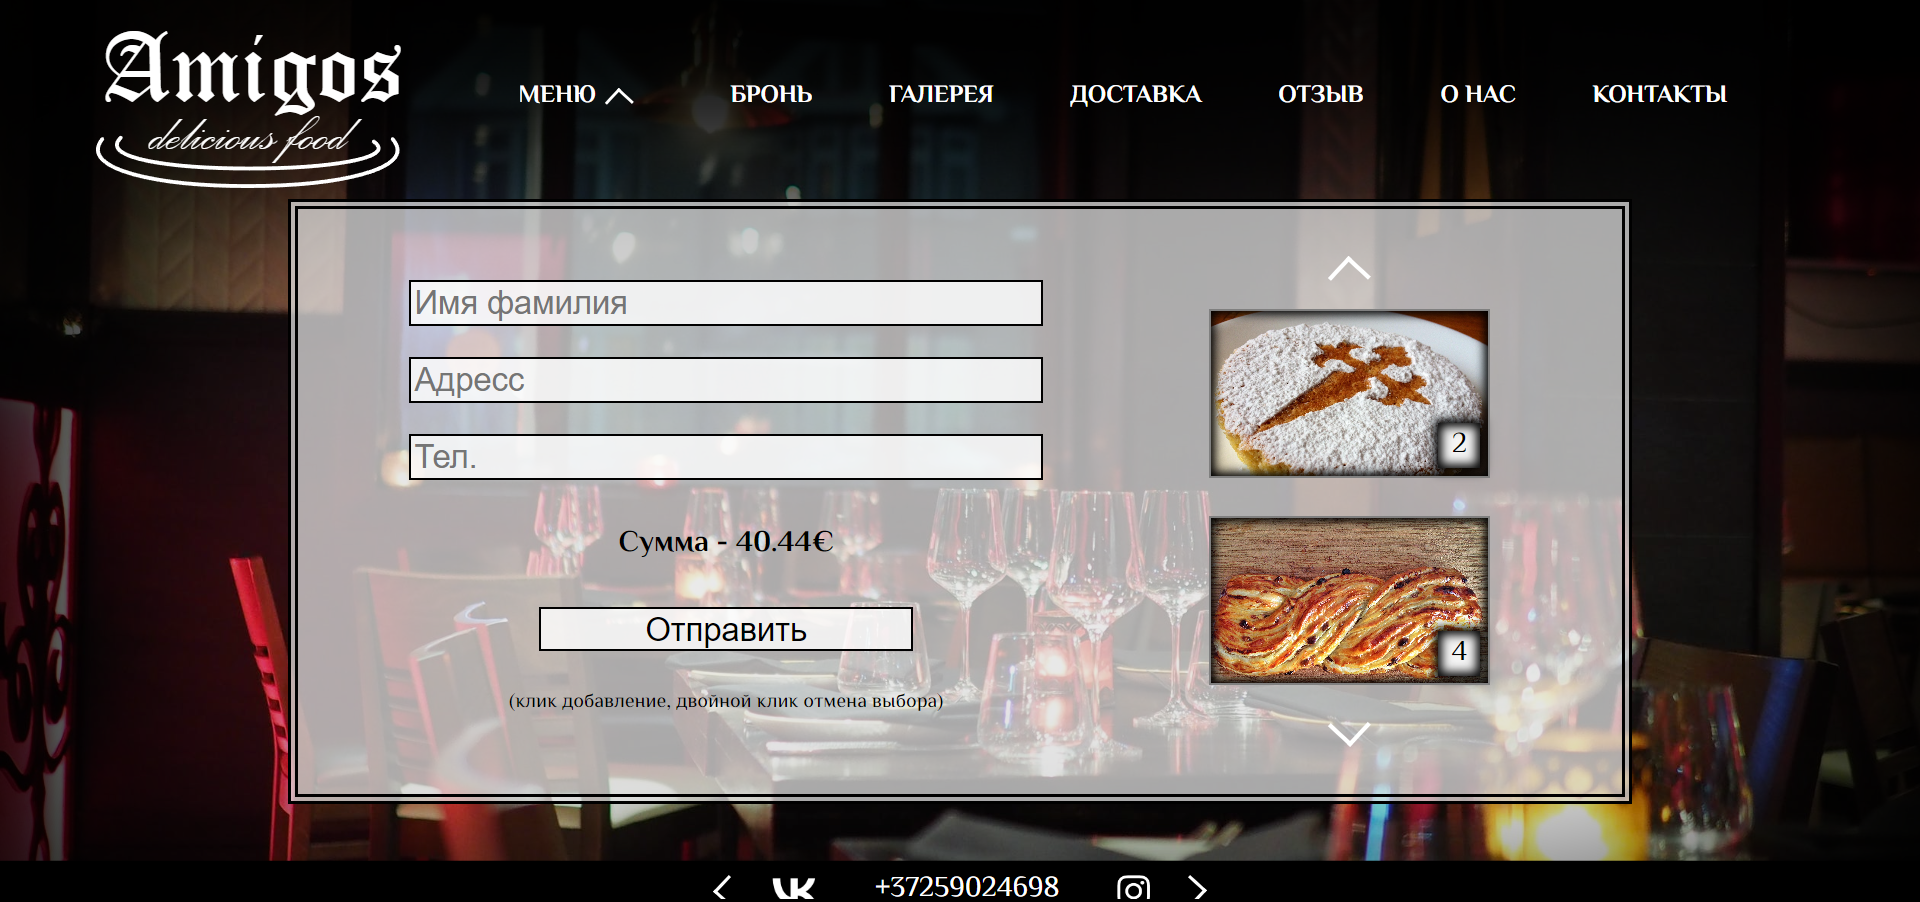 Amigos
delicious food
МЕНЮ БРОНЬ ГАЛЕРЕЯ ДОСТАВКА ОТЗЫВ О НАС КОНТАКТЫ
Имя фамилия
Адресс
Тел.
2
Сумма - 40.44€
Отправить
4
(клик добавление, двойной клик отмена выбора)
+37259024698